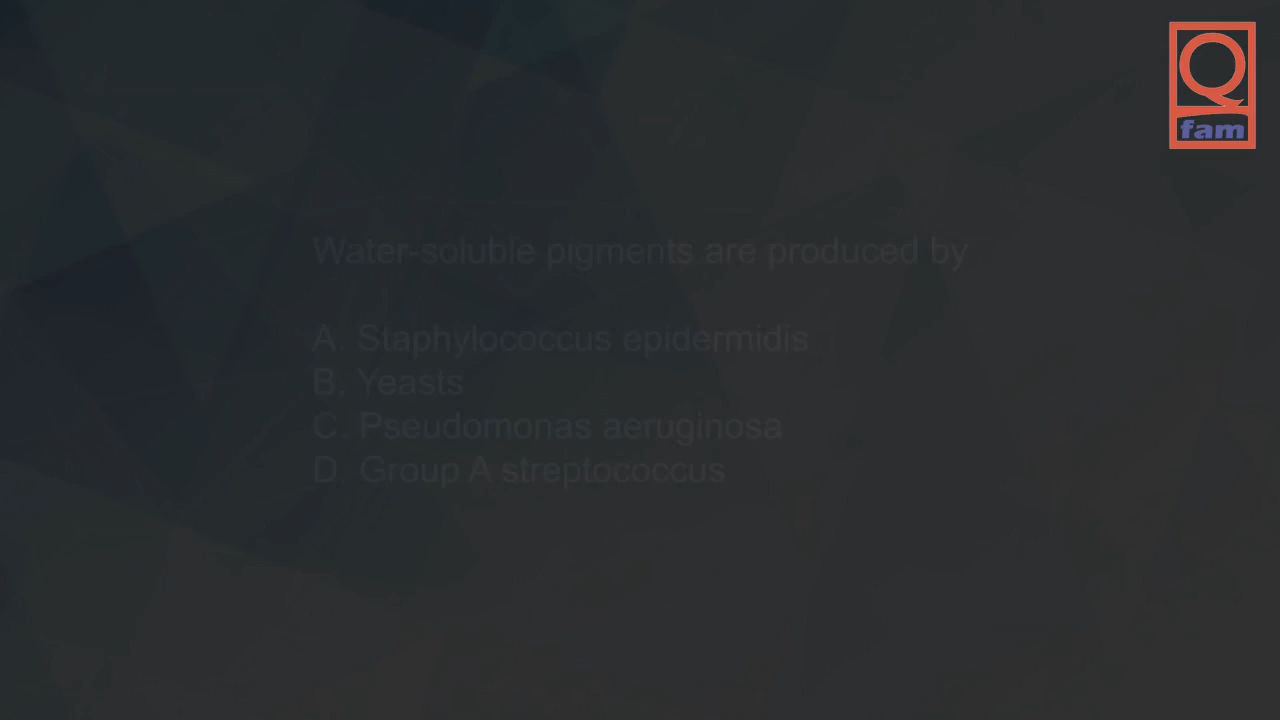 Q
fam
Water-soluble pigments are produced by
A. Staphylococcus epidermidis
B. Yeasts
C. Pseudomonas aeruginosa
D. Group A streptococcus